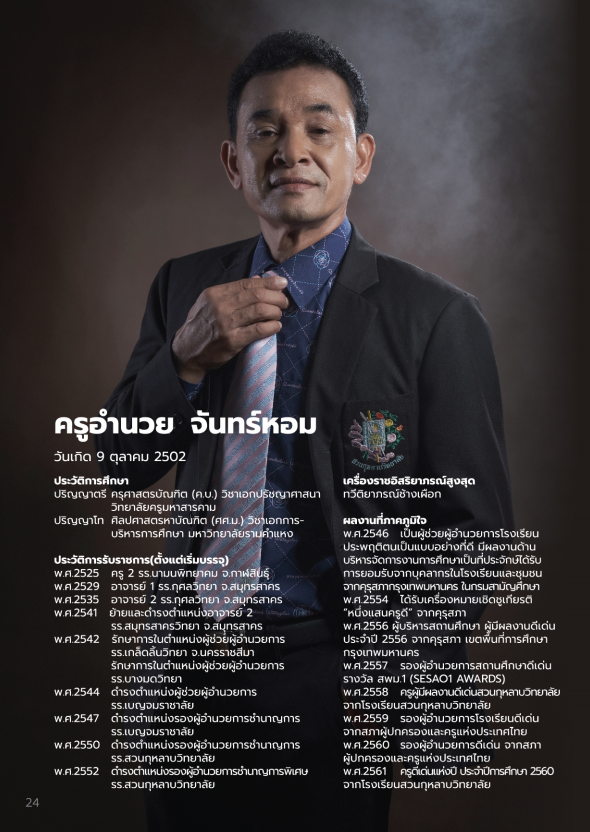 ครูอำนวย จันทร์หอม
วันเกิด 9 ตุลาคม 2502
ประวัติการศึกษา
ปริญญาตรี ครุศาสตรบัณฑิต (ค.บ.) วิชาเอกปรัชญาศาสนา
วิทยาลัยครูมหาสารคาม
ปริญญาโท ศิลปศาสตรหาบัณฑิต (ศศ.ม.) วิชาเอกการ-
บริหารการศึกษา มหาวิทยาลัยรามคำแหง
ประวัติการรับราชการ(ตั้งแต่เริ่มบรรจุ)
พ.ศ.2525 ครู 2 รร.นามนพิทยาคม จ.กาฬสินธุ์
พ.ศ.2529 อาจารย์ 1 รร.กุศลวิทยา จ.สมุทรสาคร
พ.ศ.2535 อาจารย์ 2 รร.กุศลวิทยา จ.สมุทรสาคร
พ.ศ.2541 ย้ายและดำรงตำแหน่งอาจารย์ 2
รร.สมุทรสาครวิทยา จ.สมุทรสาคร
พ.ศ.2542 รักษาการในตำแหน่งผู้ช่วยผู้อำนวยการ
รร.เกล็ดลิ้นวิทยา จ.นครราชสีมา
รักษาการในตำแหน่งผู้ช่วยผู้อำนวยการ
รร.บางมดวิทยา
พ.ศ.2544 ดำรงตำแหน่งผู้ช่วยผู้อำนวยการ
รร.เบญจมราชาลัย
พ.ศ.2547 ดำรงตำแหน่งรองผู้อำนวยการชำนาญการ
รร.เบญจมราชาลัย
พ.ศ.2550 ดำรงตำแหน่งรองผู้อำนวยการชำนาญการ
รร.สวนกุหลาบวิทยาลัย
พ.ศ.2552 ดำรงตำแหน่งรองผู้อำนวยการชำนาญการพิเศษ
รร.สวนกุหลาบวิทยาลัย
เครื่องราชอิสริยาภรณ์สูงสุด
ทวีติยาภรณ์ช้างเผือก
ผลงานที่ภาคภูมิใจ
พ.ศ.2546 เป็นผู้ช่วยผู้อำนวยการโรงเรียน
ประพฤติตนเป็นแบบอย่างที่ดี มีผลงานด้าน
บริหารจัดการงานการศึกษาเป็นที่ประจักษ์ได้รับ
การยอมรับจากบุคลากรในโรงเรียนและชุมชน
จากคุรุสภากรุงเทพมหานคร ในกรมสามัญศึกษา
พ.ศ.2554 ได้รับเครื่องหมายเชิดชูเกียรติ
“หนึ่งแสนครูดี” จากคุรุสภา
พ.ศ.2556 ผู้บริหารสถานศึกษา ผู้มีผลงานดีเด่น
ประจำปี 2556 จากคุรุสภา เขตพื้นที่การศึกษา
กรุงเทพมหานคร
พ.ศ.2557 รองผู้อำนวยการสถานศึกษาดีเด่น
รางวัล สพม.1 (SESAO1 AWARDS)
พ.ศ.2558 ครูผู้มีผลงานดีเด่นสวนกุหลาบวิทยาลัย
จากโรงเรียนสวนกุหลาบวิทยาลัย
พ.ศ.2559 รองผู้อำนวยการโรงเรียนดีเด่น
จากสภาผู้ปกครองและครูแห่งประเทศไทย
พ.ศ.2560 รองผู้อำนวยการดีเด่น จากสภา
ผู้ปกครองและครูแห่งประเทศไทย
พ.ศ.2561 ครูดีเด่นแห่งปี ประจำปีการศึกษา 2560
จากโรงเรียนสวนกุหลาบวิทยาลัย
สวนกุหลาบวิทยาลัย
24